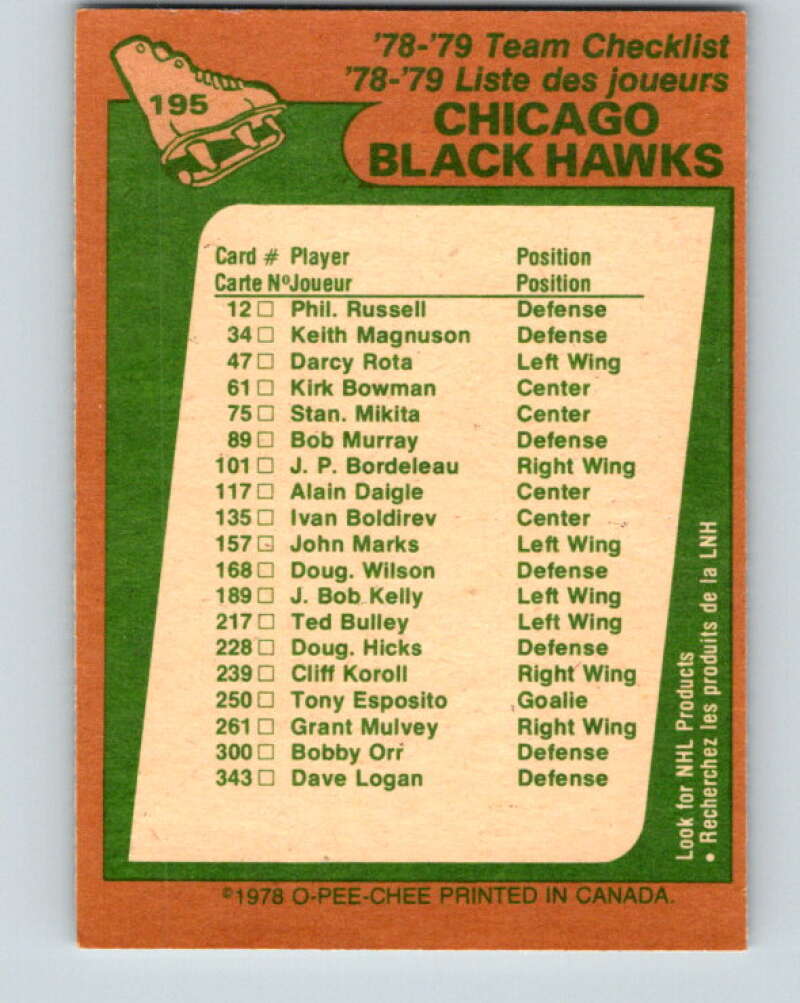 195
'78-'79 Team Checklist
'78-'79 Liste des joueurs
CHICAGO
BLACK HAWKS
Card # Player Position
Carte Nº Joueur Position
12 □ Phil. Russell Defense
34 □ Keith Magnuson Defense
47 □ Darcy Rota Left Wing
61 □ Kirk Bowman Center
75 □ Stan. Mikita Center
89 □ Bob Murray Defense
101 □ J. P. Bordeleau Right Wing
117 □ Alain Daigle Center
135 □ Ivan Boldirev Center
157 □ John Marks Left Wing
168 □ Doug. Wilson Defense
189 □ J. Bob Kelly Left Wing
217 □ Ted Bulley Left Wing
228 □ Doug. Hicks Defense
239 □ Cliff Koroll Right Wing
250 □ Tony Esposito Goalie
261 □ Grant Mulvey Right Wing
300 □ Bobby Orr Defense
343 □ Dave Logan Defense
Look for NHL Products
• Recherchez les produits de la LNH
©1978 O-PEE-CHEE PRINTED IN CANADA.